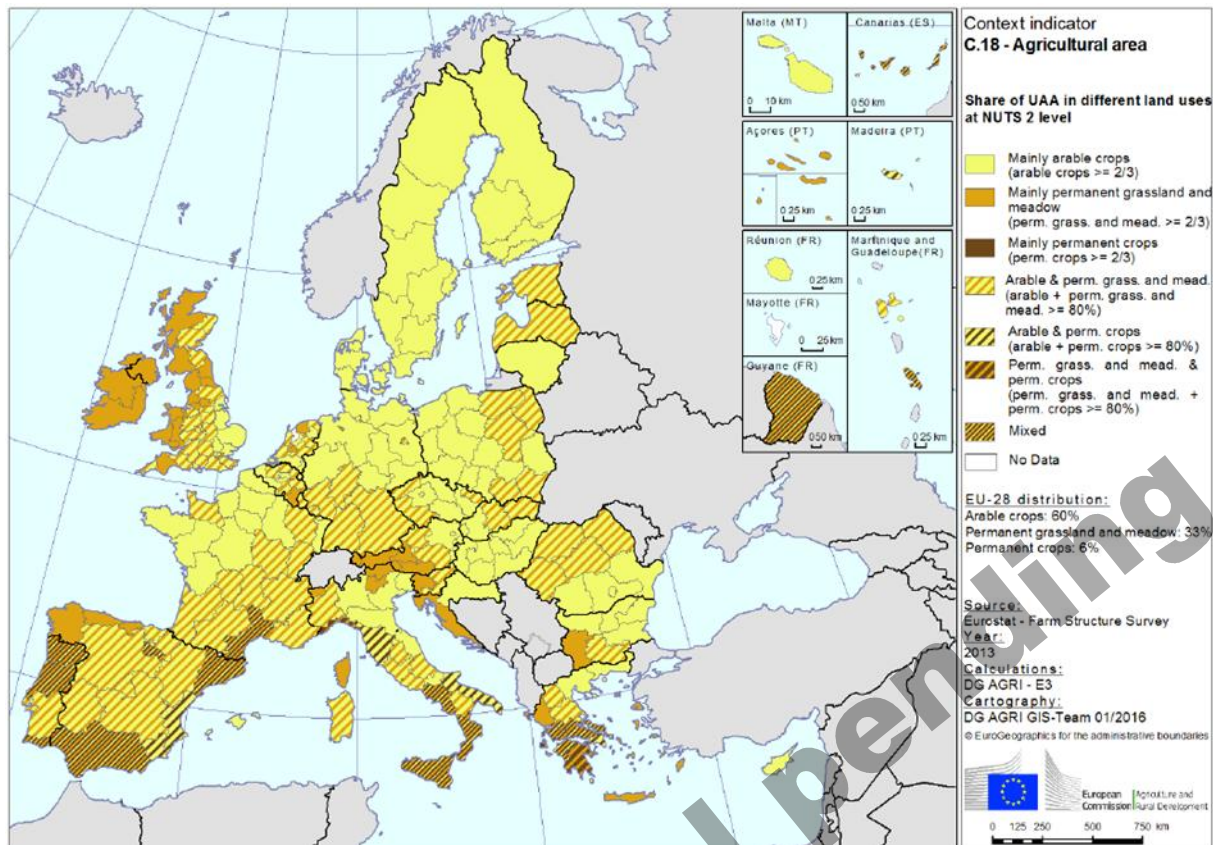 Malta (MT)
0 10 km
Canarias (ES)
0 50 km
Açores (PT)
0 25 km
Madeira (PT)
0 25 km
Réunion (FR)
0 25 km
Mayotte (FR)
0 25 km
Guyane (FR)
0 50 km
Martinique and
Guadeloupe(FR)
0 25 km
Context indicator
C.18 - Agricultural area
Share of UAA in different land uses
at NUTS 2 level
Mainly arable crops
(arable crops >= 2/3)
Mainly permanent grassland and
meadow
(perm. grass. and mead. >= 2/3)
Mainly permanent crops
(perm. crops >= 2/3)
Arable & perm. grass. and mead.
(arable + perm. grass. and
mead. >= 80%)
Arable & perm. crops
(arable + perm. crops >= 80%)
Perm. grass. and mead. &
perm. crops
(perm. grass. and mead. +
perm. crops >= 80%)
Mixed
No Data
EU-28 distribution:
Arable crops: 60%
Permanent grassland and meadow: 33%
Permanent crops: 6%
Source:
Eurostat - Farm Structure Survey
Year:
2013
Calculations:
DG AGRI - E3
Cartography:
DG AGRI GIS-Team 01/2016
© EuroGeographics for the administrative boundaries
European
Commission
Agriculture and
Rural Development
0 125 250 500 750 km
pending